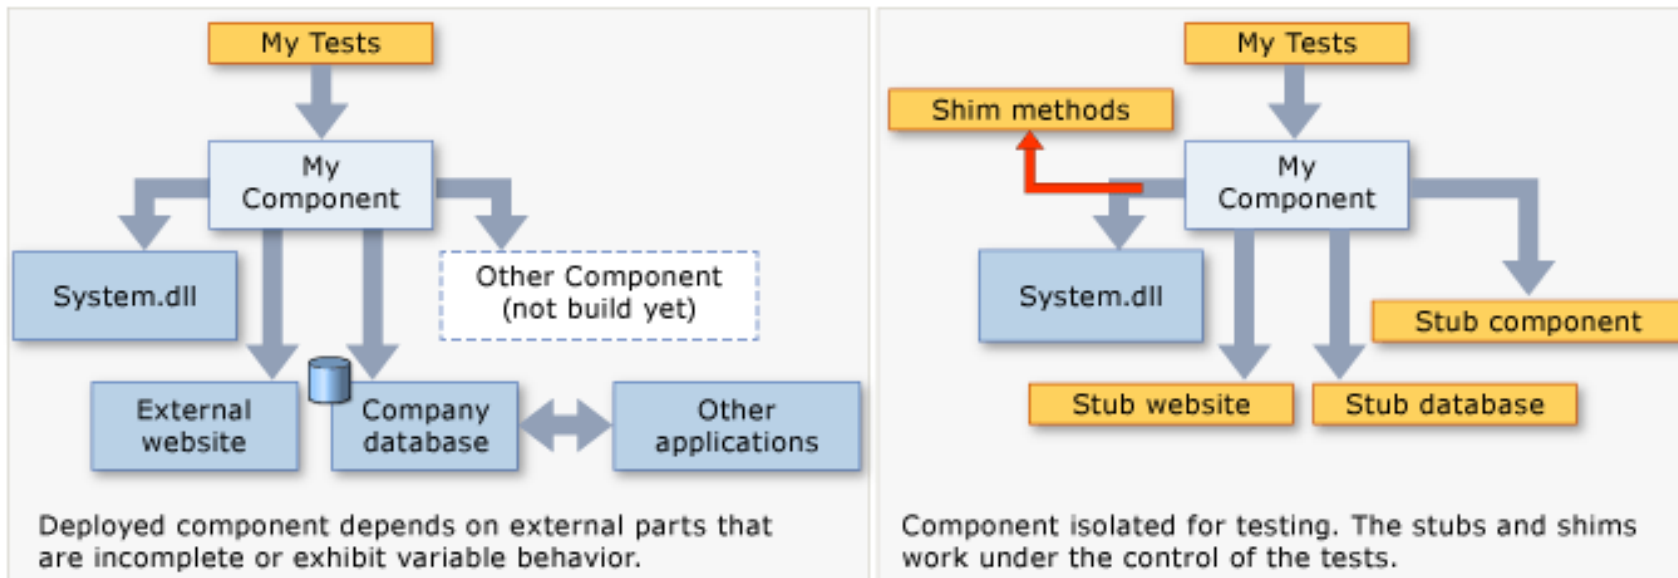 My Tests
My
Component
System.dll
Other Component
(not build yet)
External
website
Company
database
Other
applications
Deployed component depends on external parts that
are incomplete or exhibit variable behavior.
My Tests
Shim methods
My
Component
System.dll
Stub component
Stub website
Stub database
Component isolated for testing. The stubs and shims
work under the control of the tests.